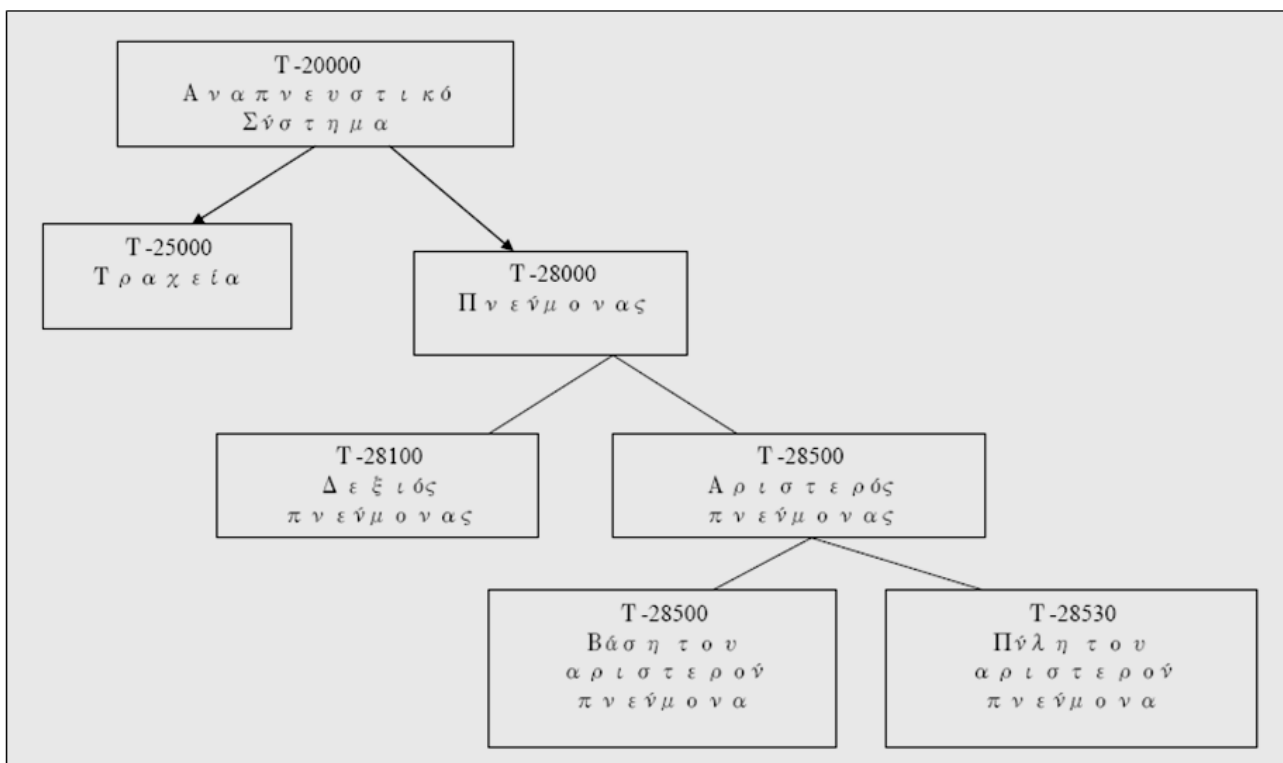 T-20000
Αναπνευστικό
Σύστημα
T-25000
Τραχεία
T-28000
Πνεύμονας
T-28100
Δεξιός
πνεύμονας
T-28500
Αριστερός
πνεύμονας
T-28500
Βάση του
αριστερού
πνεύμονα
T-28530
Πύλη του
αριστερού
πνεύμονα